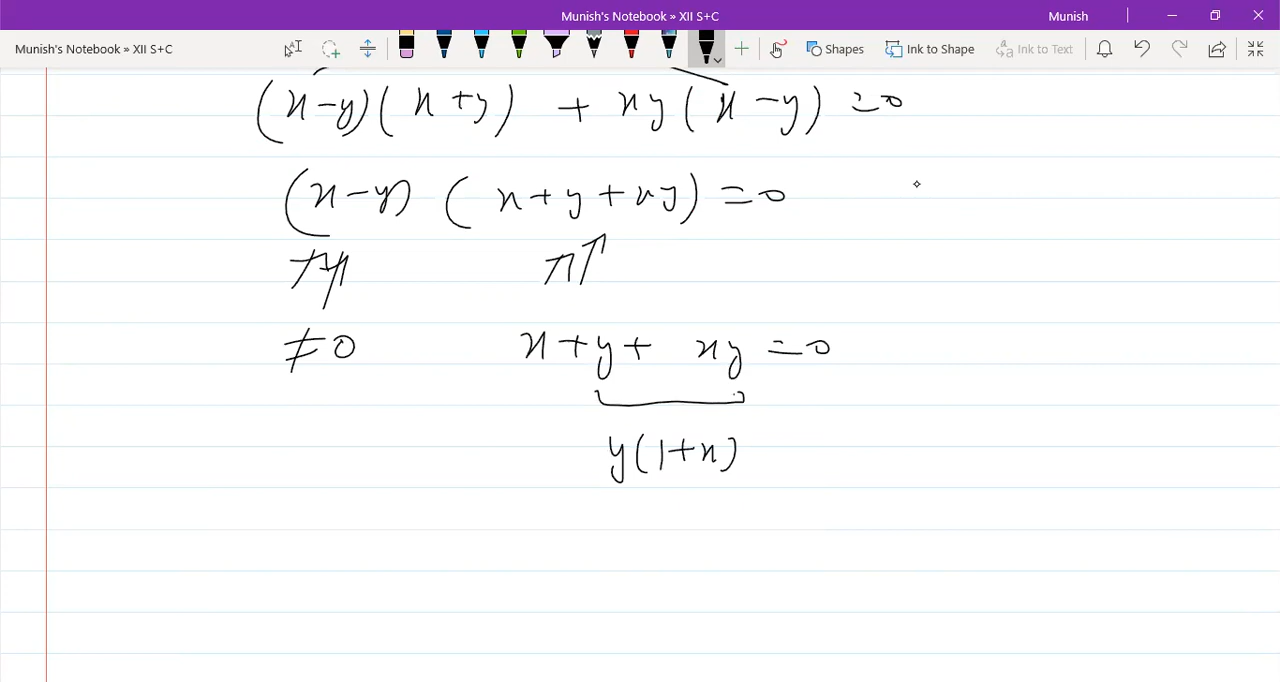 Munish's Notebook » XII S+C
Munish
Munish's Notebook » XII S+C
Shapes
Ink to Shape
Ink to Text
(x-y)(x+y) + xy(x-y) =0
(x-y) (x+y+xy) =0
≠0 x+y+ xy =0
y(1+x)